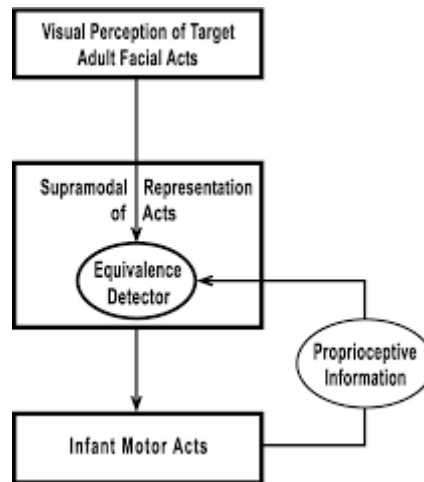 Visual Perception of Target
Adult Facial Acts
Supramodal Representation
of Acts
Equivalence
Detector
Proprioceptive
Information
Infant Motor Acts